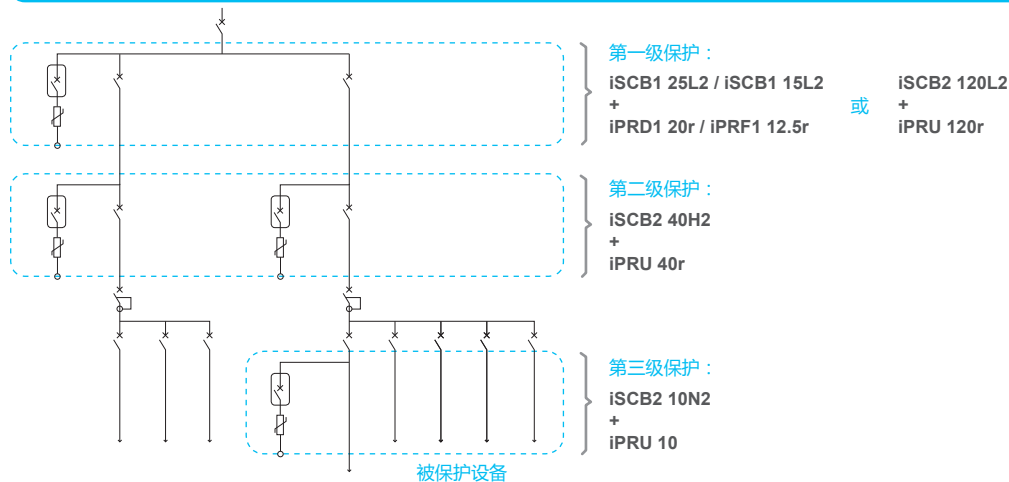 第一级保护：
iSCB1 25L2 / iSCB1 15L2
+
iPRD1 20r / iPRF1 12.5r
或
iSCB2 120L2
+
iPRU 120r
第二级保护：
iSCB2 40H2
+
iPRU 40r
第三级保护：
iSCB2 10N2
+
iPRU 10
被保护设备